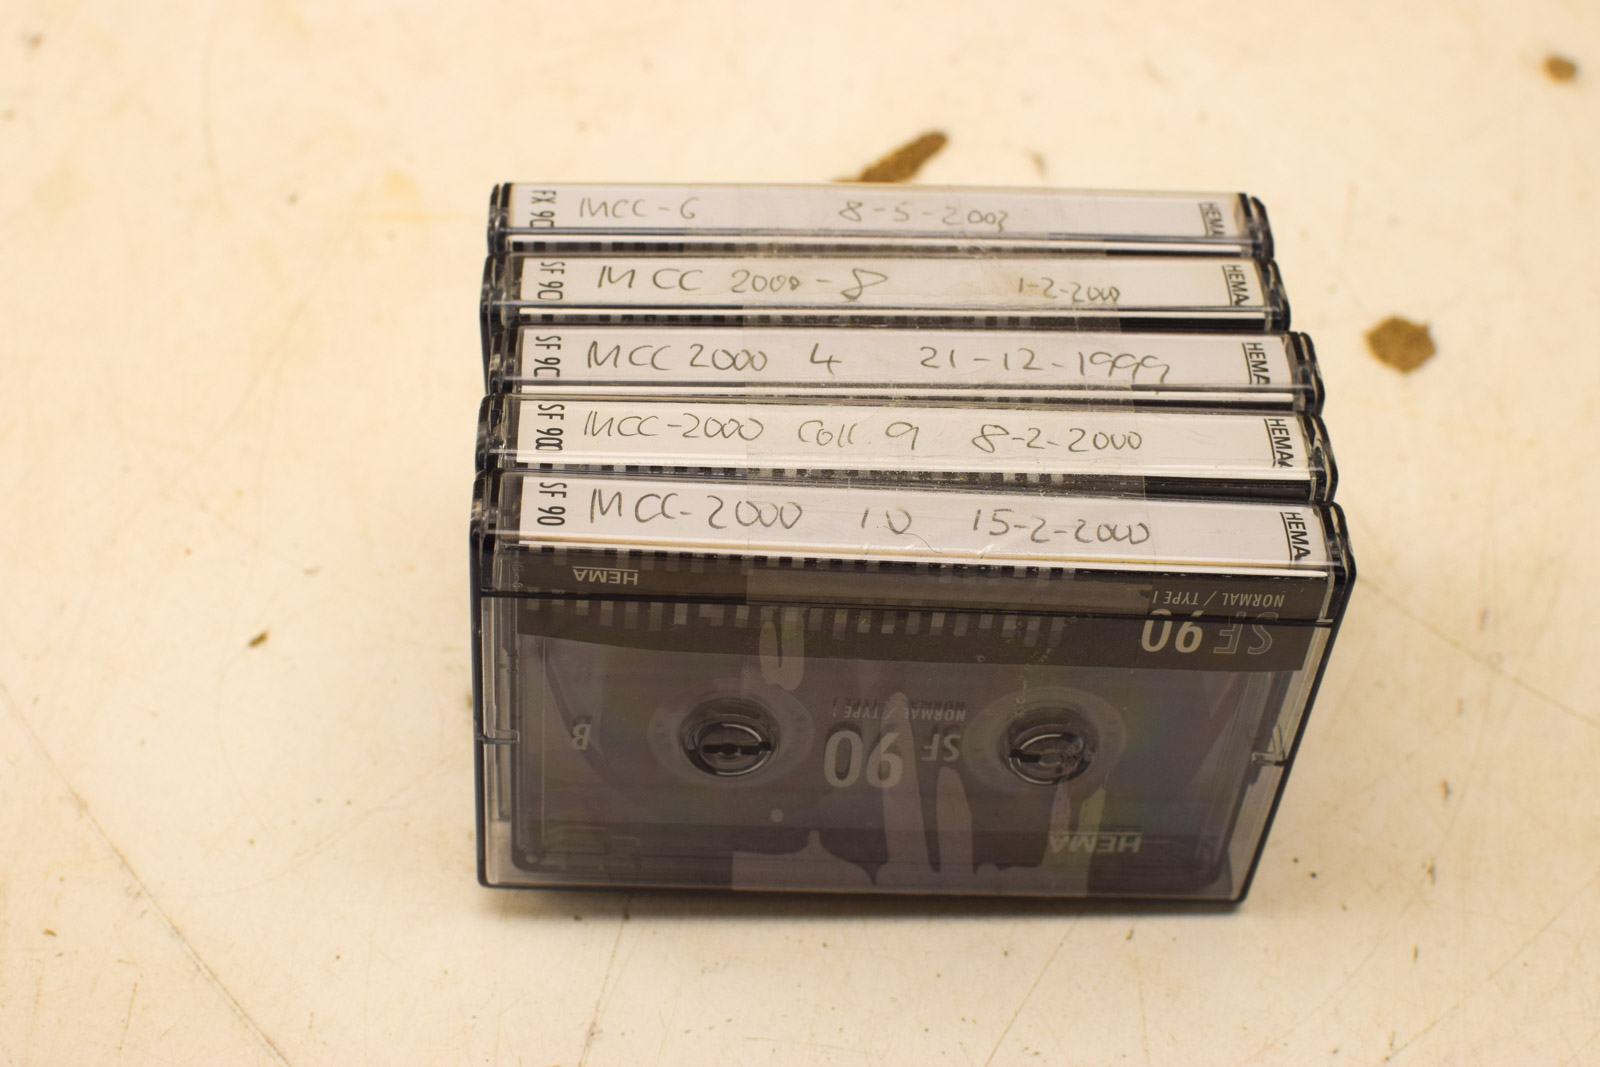 FX 90 MCC-6 8-5-2003 HEMA
SF 90 MCC 2000-8 1-2-2000 HEMA
SF 90 MCC 2000 4 21-12-1999 HEMA
SF 90 MCC-2000 Coll. 9 8-2-2000 HEMA
SF 90 MCC-2000 10 15-2-2000 HEMA
HEMA
NORMAL / TYPE I
SF 90
NORMAL / TYPE I
B SF 90
HEMA